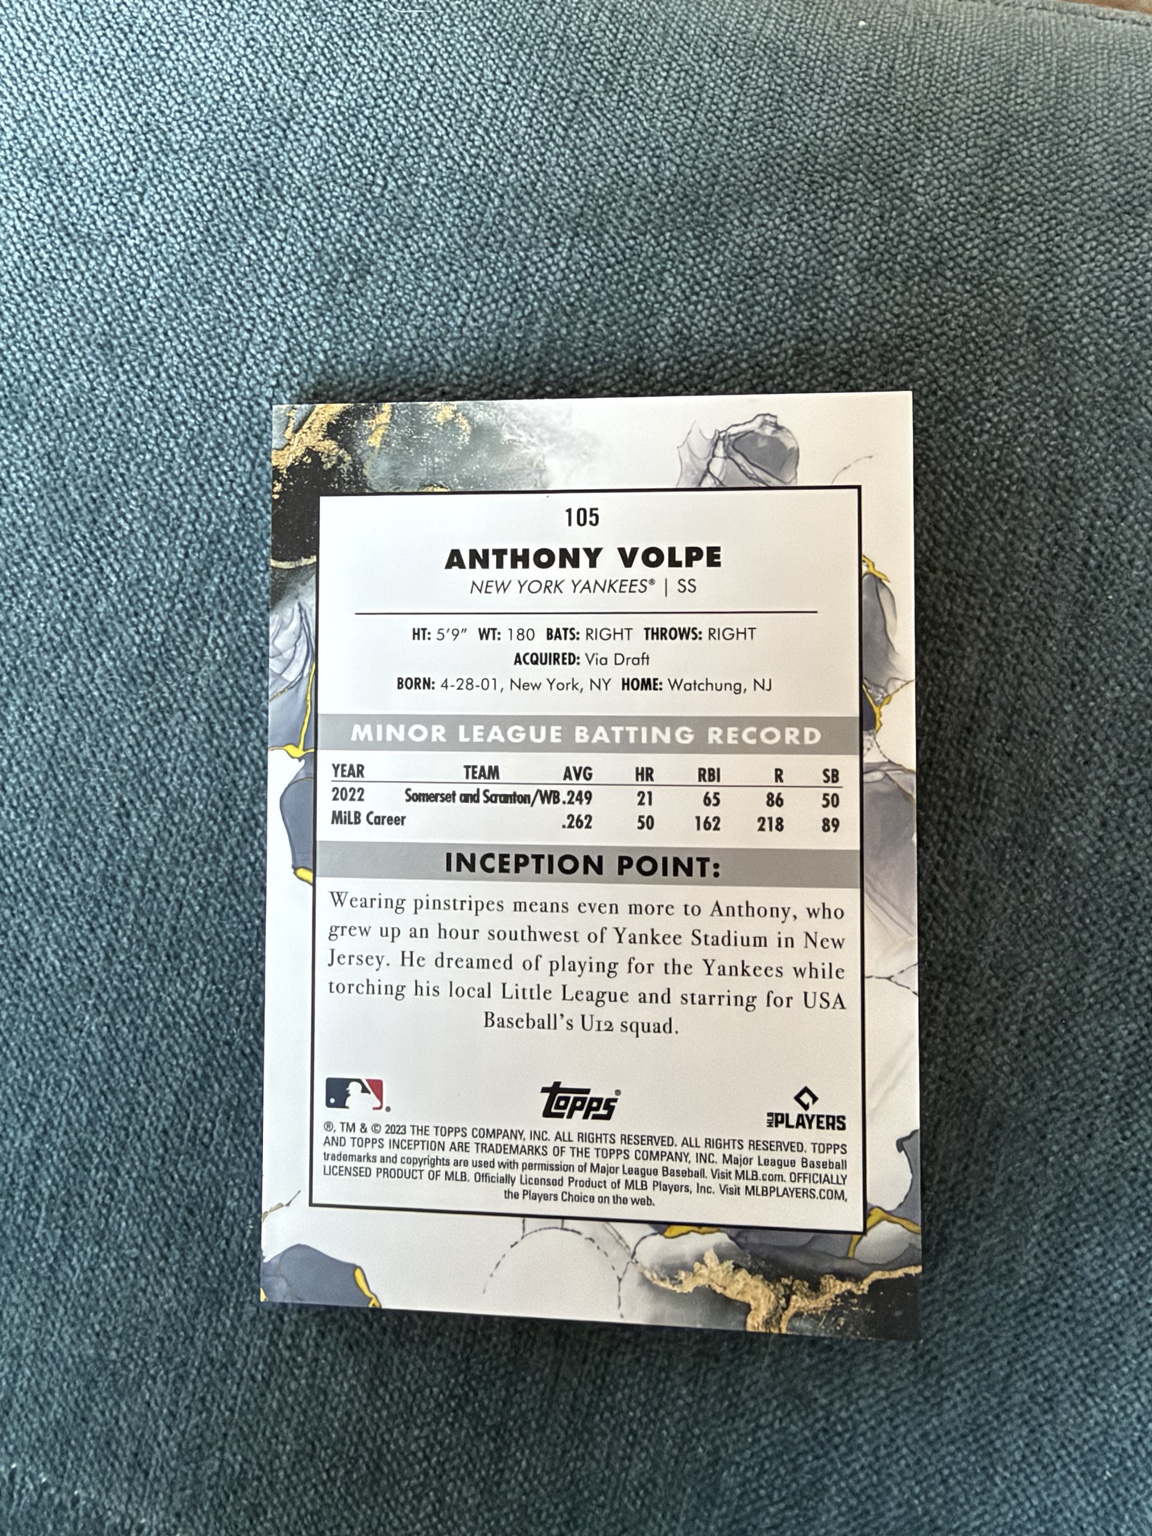 105
ANTHONY VOLPE
NEW YORK YANKEES® | SS
HT: 5'9" WT: 180 BATS: RIGHT THROWS: RIGHT
ACQUIRED: Via Draft
BORN: 4-28-01, New York, NY HOME: Watchung, NJ
MINOR LEAGUE BATTING RECORD
YEAR TEAM AVG HR RBI R SB
2022 Somerset and Scranton/WB .249 21 65 86 50
MiLB Career .262 50 162 218 89
INCEPTION POINT:
Wearing pinstripes means even more to Anthony, who
grew up an hour southwest of Yankee Stadium in New
Jersey. He dreamed of playing for the Yankees while
torching his local Little League and starring for USA
Baseball's U12 squad.
Topps®
MLB PLAYERS
®, TM & © 2023 THE TOPPS COMPANY, INC. ALL RIGHTS RESERVED. ALL RIGHTS RESERVED. TOPPS
AND TOPPS INCEPTION ARE TRADEMARKS OF THE TOPPS COMPANY, INC. Major League Baseball
trademarks and copyrights are used with permission of Major League Baseball. Visit MLB.com. OFFICIALLY
LICENSED PRODUCT OF MLB. Officially Licensed Product of MLB Players, Inc. Visit MLBPLAYERS.COM,
the Players Choice on the web.